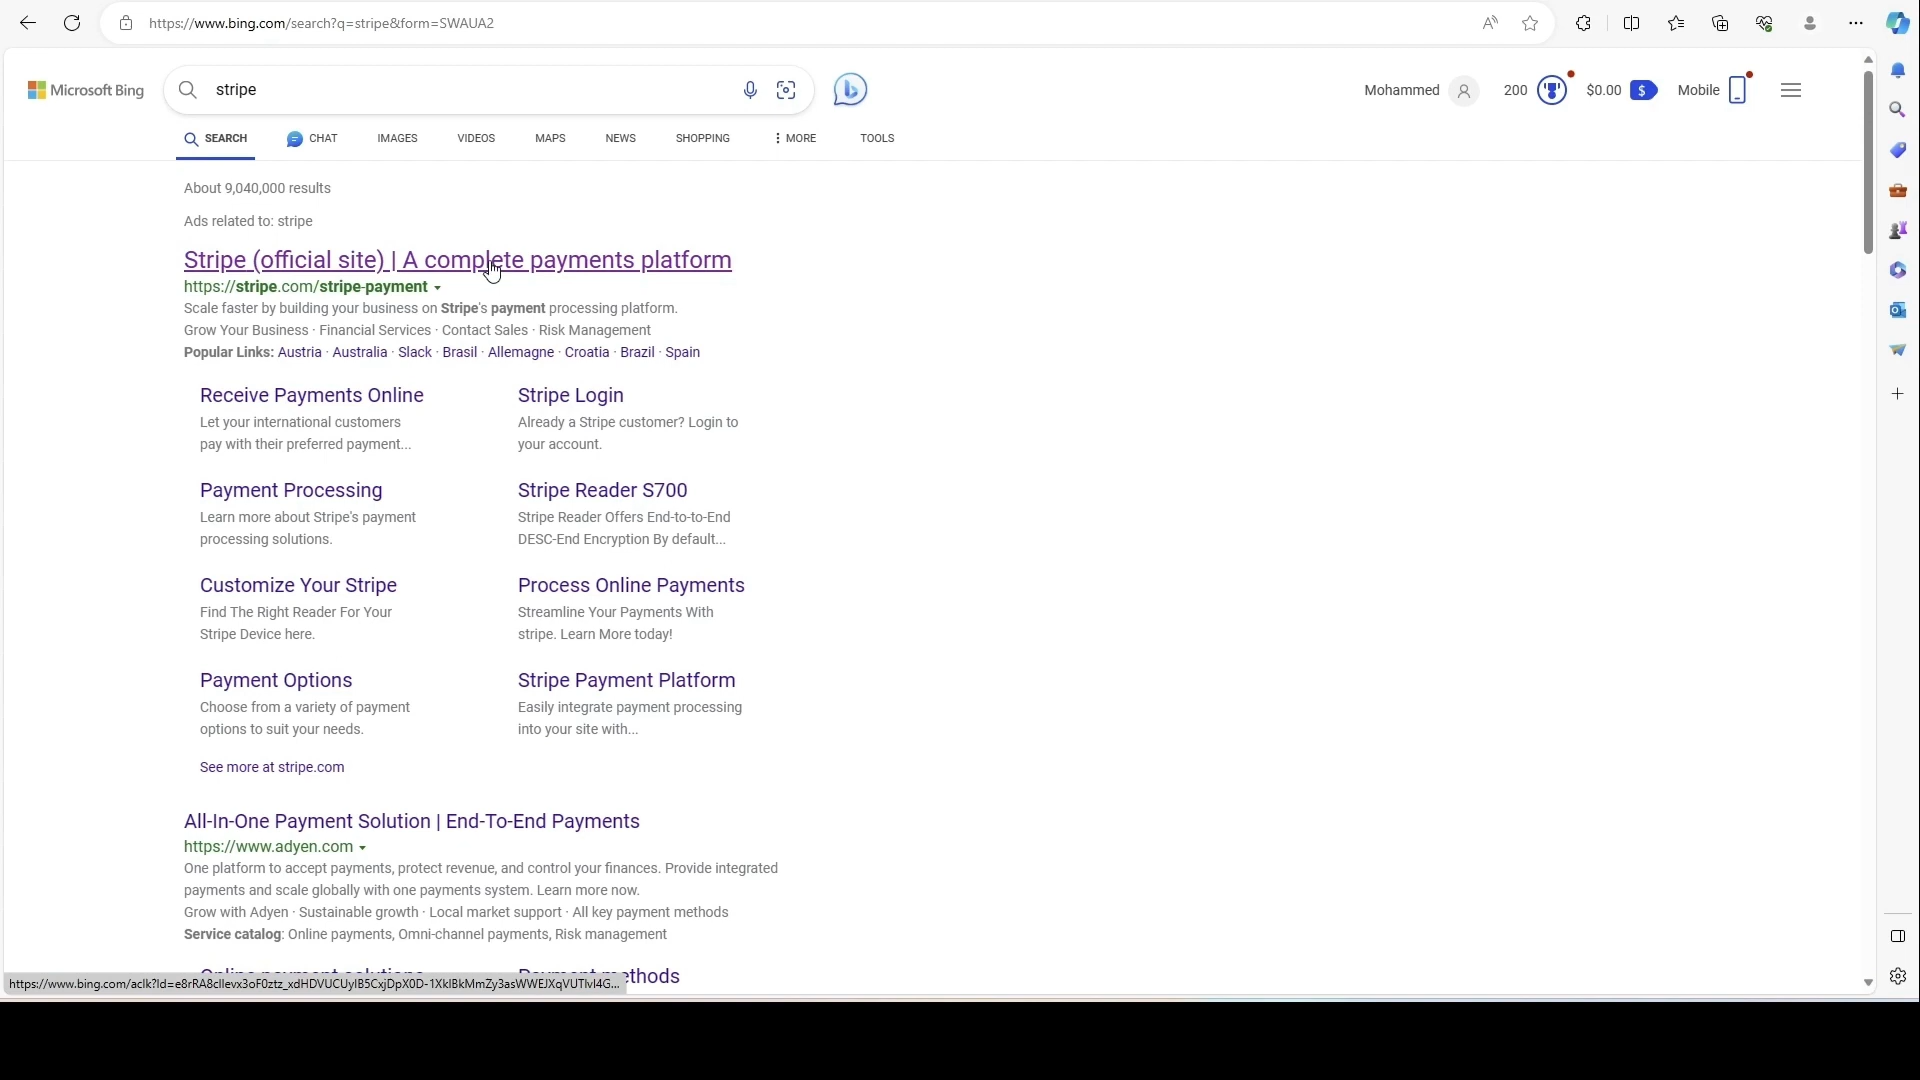 https://www.bing.com/search?q=stripe&form=SWAUA2
Microsoft Bing
stripe
Mohammed
200
$0.00
$
Mobile
SEARCH
CHAT
IMAGES
VIDEOS
MAPS
NEWS
SHOPPING
MORE
TOOLS
About 9,040,000 results
Ads related to: stripe
Stripe (official site) | A complete payments platform
https://stripe.com/stripe-payment
Scale faster by building your business on Stripe's payment processing platform.
Grow Your Business · Financial Services · Contact Sales · Risk Management
Popular Links: Austria · Australia · Slack · Brasil · Allemagne · Croatia · Brazil · Spain
Receive Payments Online
Let your international customers
pay with their preferred payment...
Stripe Login
Already a Stripe customer? Login to
your account.
Payment Processing
Learn more about Stripe's payment
processing solutions.
Stripe Reader S700
Stripe Reader Offers End-to-to-End
DESC-End Encryption By default...
Customize Your Stripe
Find The Right Reader For Your
Stripe Device here.
Process Online Payments
Streamline Your Payments With
stripe. Learn More today!
Payment Options
Choose from a variety of payment
options to suit your needs.
Stripe Payment Platform
Easily integrate payment processing
into your site with...
See more at stripe.com
All-In-One Payment Solution | End-To-End Payments
https://www.adyen.com
One platform to accept payments, protect revenue, and control your finances. Provide integrated
payments and scale globally with one payments system. Learn more now.
Grow with Adyen · Sustainable growth · Local market support · All key payment methods
Service catalog: Online payments, Omni-channel payments, Risk management
Online payment solutions
Payment methods